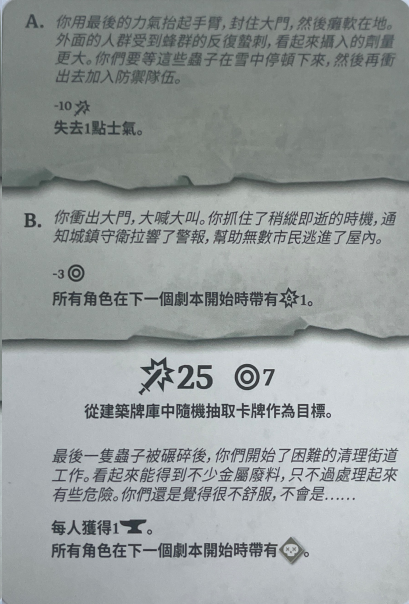 A. 你用最後的力氣抬起手臂，封住大門，然後癱軟在地。
外面的人群受到蜂群的反復螫刺，看起來攝入的劑量
更大。你們要等這些蟲子在雪中停頓下來，然後再衝
出去加入防禦隊伍。
-10
失去1點士氣。
B. 你衝出大門，大喊大叫。你抓住了稍縱即逝的時機，通
知城鎮守衛拉響了警報，幫助無數市民逃進了屋內。
-3
所有角色在下一個劇本開始時帶有1。
25 7
從建築牌庫中隨機抽取卡牌作為目標。
最後一隻蟲子被碾碎後，你們開始了困難的清理街道
工作。看起來能得到不少金屬廢料，只不過處理起來
有些危險。你們還是覺得很不舒服，不會是……
每人獲得1。
所有角色在下一個劇本開始時帶有。